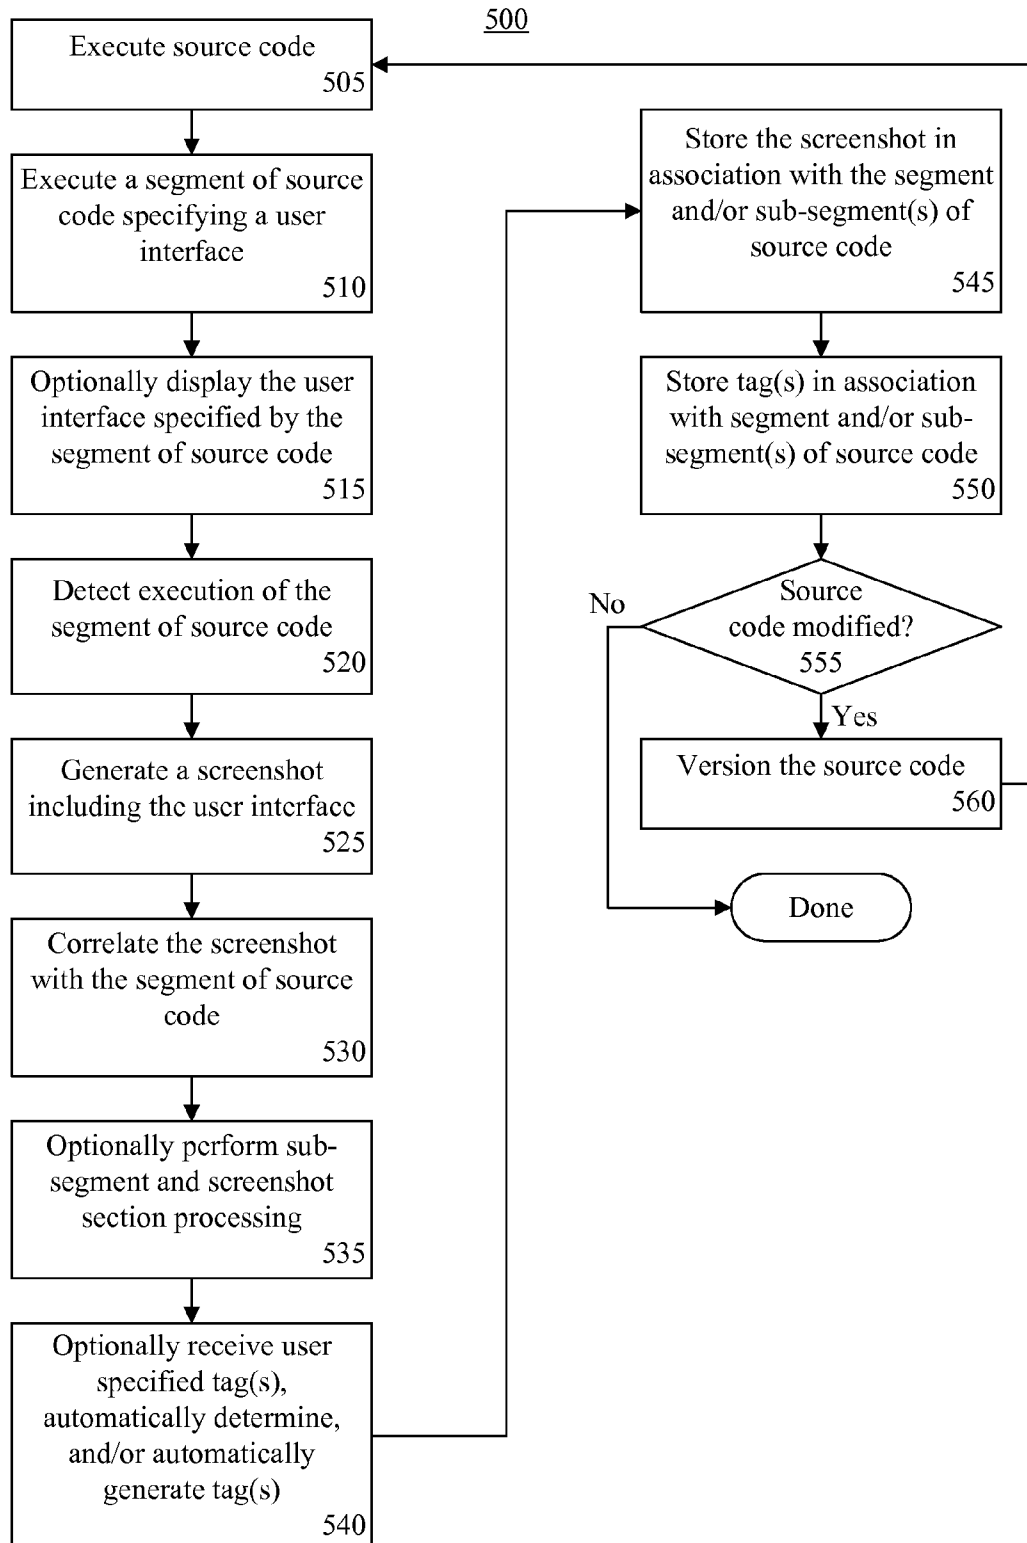 500
Execute source code
505
Execute a segment of source
code specifying a user
interface
510
Optionally display the user
interface specified by the
segment of source code
515
Detect execution of the
segment of source code
520
Generate a screenshot
including the user interface
525
Correlate the screenshot
with the segment of source
code
530
Optionally perform sub-
segment and screenshot
section processing
535
Optionally receive user
specified tag(s),
automatically determine,
and/or automatically
generate tag(s)
540
Store the screenshot in
association with the segment
and/or sub-segment(s) of
source code
545
Store tag(s) in association
with segment and/or sub-
segment(s) of source code
550
Source
code modified?
555
No
Yes
Version the source code
560
Done